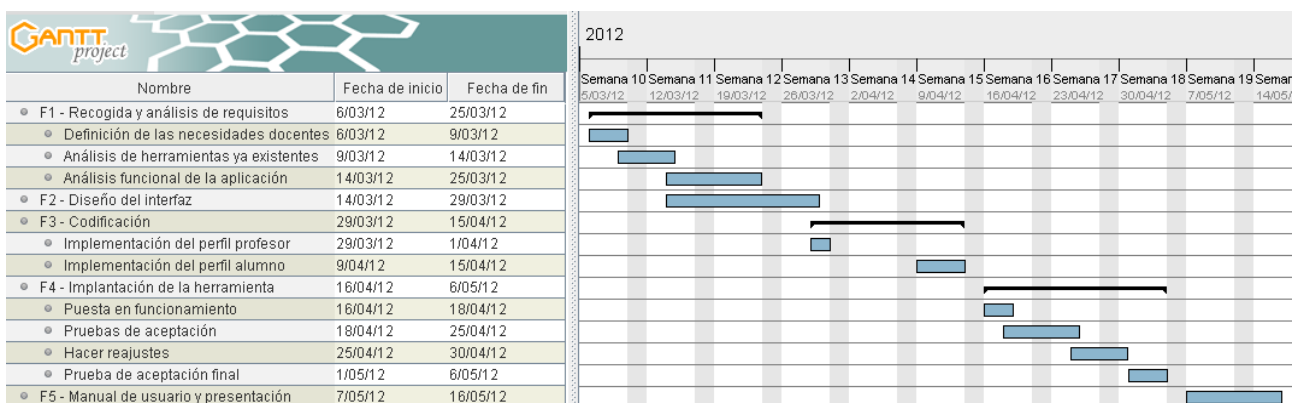 GANTT
project
2012
Nombre Fecha de inicio Fecha de fin
Semana 10 Semana 11 Semana 12 Semana 13 Semana 14 Semana 15 Semana 16 Semana 17 Semana 18 Semana 19 Seman
5/03/12 12/03/12 19/03/12 26/03/12 2/04/12 9/04/12 16/04/12 23/04/12 30/04/12 7/05/12 14/05/
F1 - Recogida y análisis de requisitos 6/03/12 25/03/12
Definición de las necesidades docentes 6/03/12 9/03/12
Análisis de herramientas ya existentes 9/03/12 14/03/12
Análisis funcional de la aplicación 14/03/12 25/03/12
F2 - Diseño del interfaz 14/03/12 29/03/12
F3 - Codificación 29/03/12 15/04/12
Implementación del perfil profesor 29/03/12 1/04/12
Implementación del perfil alumno 9/04/12 15/04/12
F4 - Implantación de la herramienta 16/04/12 6/05/12
Puesta en funcionamiento 16/04/12 18/04/12
Pruebas de aceptación 18/04/12 25/04/12
Hacer reajustes 25/04/12 30/04/12
Prueba de aceptación final 1/05/12 6/05/12
F5 - Manual de usuario y presentación 7/05/12 16/05/12